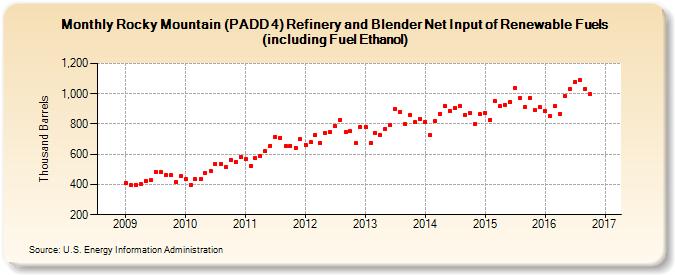 Monthly Rocky Mountain (PADD 4) Refinery and Blender Net Input of Renewable Fuels
(including Fuel Ethanol)
Thousand Barrels
1,200
1,000
800
600
400
200
2009 2010 2011 2012 2013 2014 2015 2016 2017
Source: U.S. Energy Information Administration